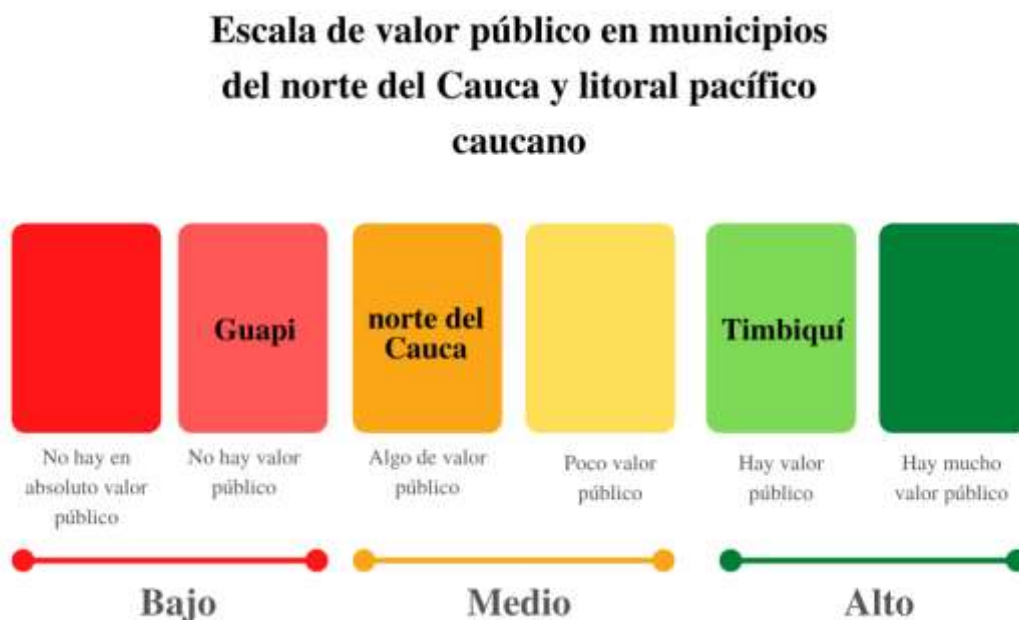 Escala de valor público en municipios
del norte del Cauca y litoral pacífico
caucano
Guapi
norte del
Cauca
Timbiquí
No hay en
absoluto valor
público
No hay valor
público
Algo de valor
público
Poco valor
público
Hay valor
público
Hay mucho
valor público
Bajo
Medio
Alto